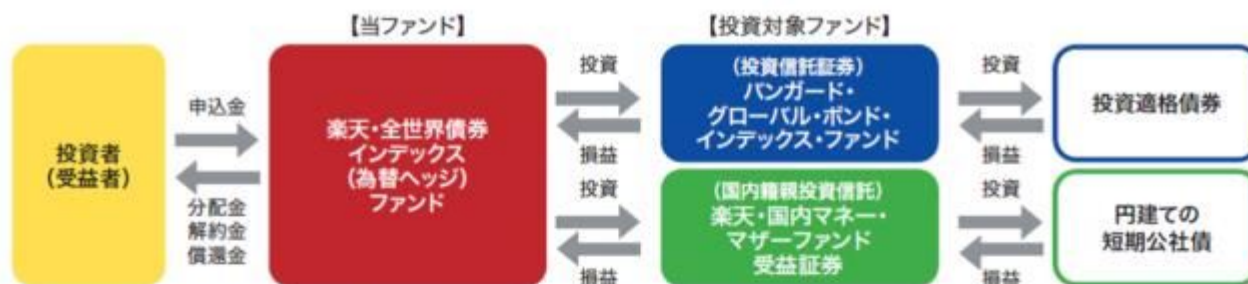 【当ファンド】
【投資対象ファンド】
投資者
(受益者)
申込金
分配金
解約金
償還金
楽天・全世界債券
インデックス
(為替ヘッジ)
ファンド
投資
損益
投資
損益
(投資信託証券)
バンガード・
グローバル・ボンド・
インデックス・ファンド
(国内籍親投資信託)
楽天・国内マネー・
マザーファンド
受益証券
投資
損益
投資
損益
投資適格債券
円建ての
短期公社債